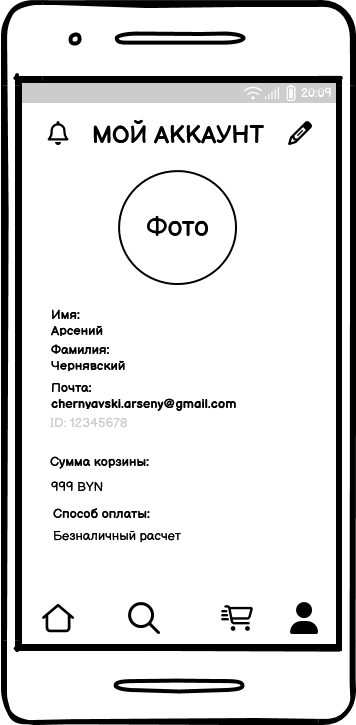 20:09
МОЙ АККАУНТ
Фото
Имя:
Арсений
Фамилия:
Чернявский
Почта:
chernyavski.arseny@gmail.com
ID: 12345678
Сумма корзины:
999 BYN
Способ оплаты:
Безналичный расчет